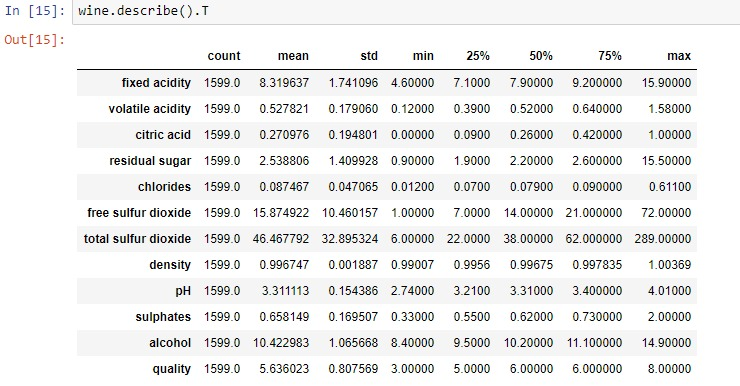 In [15]: wine.describe().T
Out[15]:
count mean std min 25% 50% 75% max
fixed acidity 1599.0 8.319637 1.741096 4.60000 7.1000 7.90000 9.200000 15.90000
volatile acidity 1599.0 0.527821 0.179060 0.12000 0.3900 0.52000 0.640000 1.58000
citric acid 1599.0 0.270976 0.194801 0.00000 0.0900 0.26000 0.420000 1.00000
residual sugar 1599.0 2.538806 1.409928 0.90000 1.9000 2.20000 2.600000 15.50000
chlorides 1599.0 0.087467 0.047065 0.01200 0.0700 0.07900 0.090000 0.61100
free sulfur dioxide 1599.0 15.874922 10.460157 1.00000 7.0000 14.00000 21.000000 72.00000
total sulfur dioxide 1599.0 46.467792 32.895324 6.00000 22.0000 38.00000 62.000000 289.00000
density 1599.0 0.996747 0.001887 0.99007 0.9956 0.99675 0.997835 1.00369
pH 1599.0 3.311113 0.154386 2.74000 3.2100 3.31000 3.400000 4.01000
sulphates 1599.0 0.658149 0.169507 0.33000 0.5500 0.62000 0.730000 2.00000
alcohol 1599.0 10.422983 1.065668 8.40000 9.5000 10.20000 11.100000 14.90000
quality 1599.0 5.636023 0.807569 3.00000 5.0000 6.00000 6.000000 8.00000